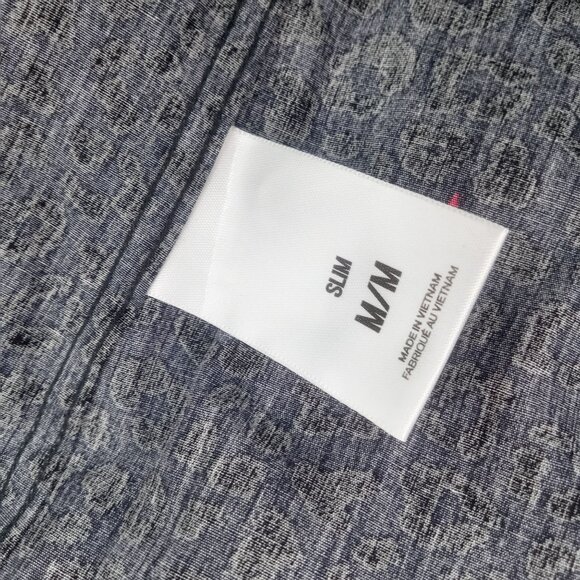 SLIM
M/M
MADE IN VIETNAM
FABRIQUÉ AU VIETNAM